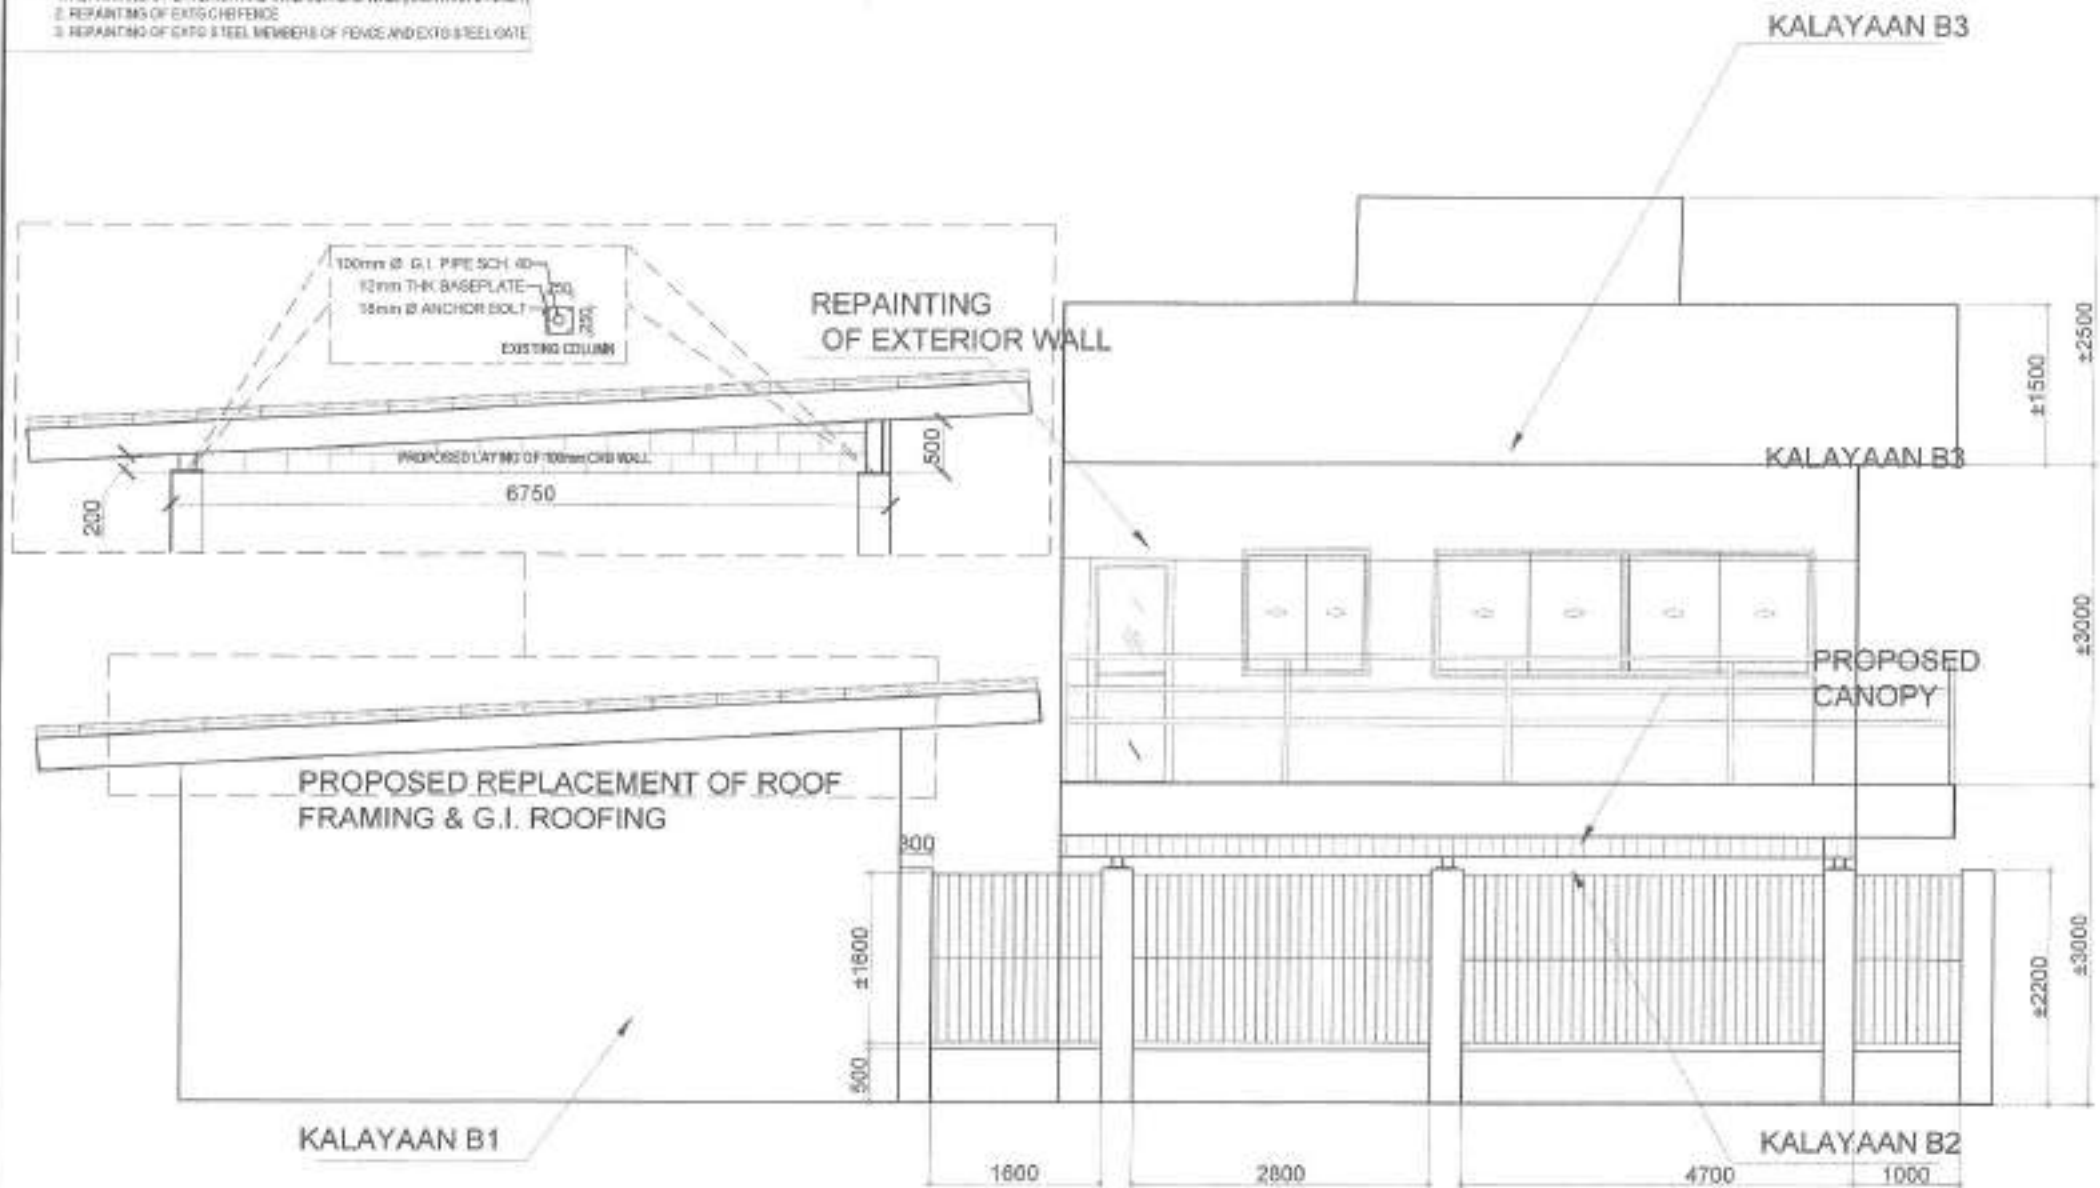 2. REPAINTING OF EXTG CHB FENCE
3. REPAINTING OF EXTG STEEL MEMBERS OF FENCE AND EXTG STEEL GATE
KALAYAAN B3
100mm Ø G.I. PIPE SCH. 40
12mm THK BASEPLATE
16mm Ø ANCHOR BOLT
250
250
EXISTING COLUMN
REPAINTING
OF EXTERIOR WALL
±2500
±1500
PROPOSED LAYING OF 100mm CHB WALL
500
KALAYAAN B3
6750
200
±3000
PROPOSED
CANOPY
PROPOSED REPLACEMENT OF ROOF
FRAMING & G.I. ROOFING
300
±1600
±3000
±2200
500
KALAYAAN B1
KALAYAAN B2
1600
2800
4700
1000